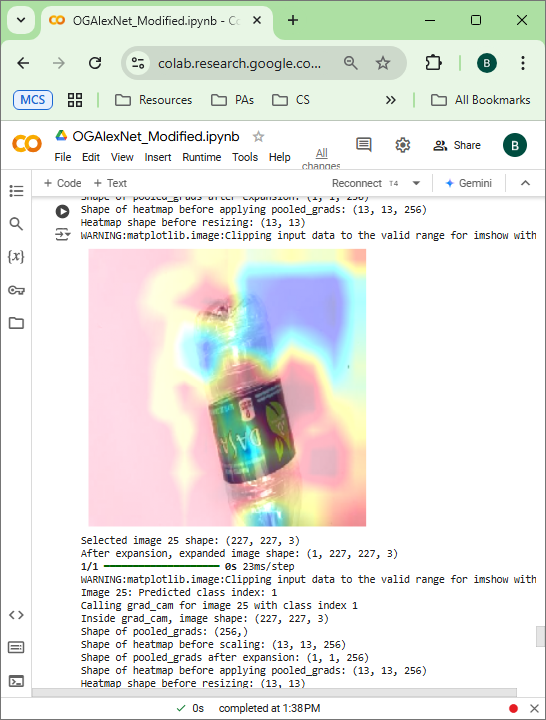 OGAlexNet_Modified.ipynb - Co
colab.research.google.co...
B
MCS
Resources
PAs
CS
All Bookmarks
OGAlexNet_Modified.ipynb
File Edit View Insert Runtime Tools Help All changes
Share
B
+ Code + Text
Reconnect T4
Gemini
{x}
Shape of pooled_grads after expansion: (1, 1, 256)
Shape of heatmap before applying pooled_grads: (13, 13, 256)
Heatmap shape before resizing: (13, 13)
WARNING:matplotlib.image:Clipping input data to the valid range for imshow with
DASA
Selected image 25 shape: (227, 227, 3)
After expansion, expanded image shape: (1, 227, 227, 3)
1/1 ━━━━━━━━━━━━━━━━━━━━ 0s 23ms/step
WARNING:matplotlib.image:Clipping input data to the valid range for imshow with
Image 25: Predicted class index: 1
Calling grad_cam for image 25 with class index 1
Inside grad_cam, image shape: (227, 227, 3)
Shape of pooled_grads: (256,)
Shape of heatmap before scaling: (13, 13, 256)
Shape of pooled_grads after expansion: (1, 1, 256)
Shape of heatmap before applying pooled_grads: (13, 13, 256)
Heatmap shape before resizing: (13, 13)
0s completed at 1:38 PM